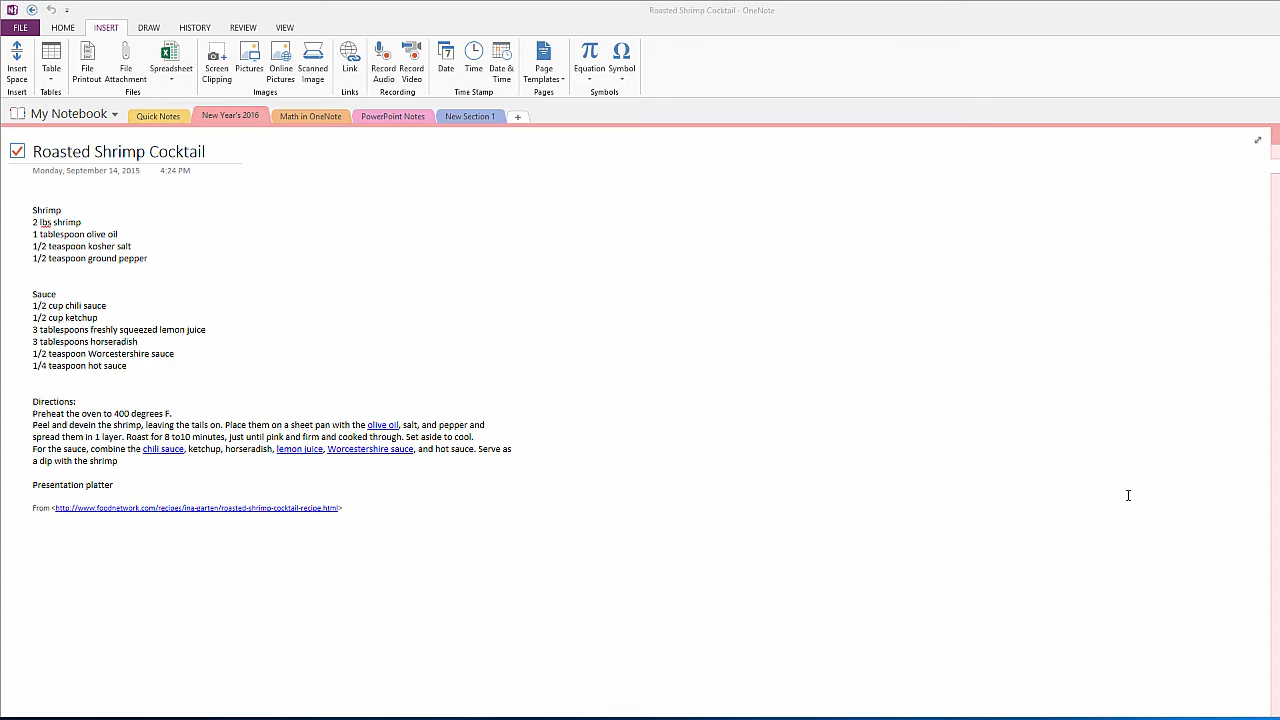 Roasted Shrimp Cocktail - OneNote
FILE HOME INSERT DRAW HISTORY REVIEW VIEW
Insert Space
Table
File Printout
File Attachment
Spreadsheet
Screen Clipping
Pictures
Online Pictures
Scanned Image
Link
Record Audio
Record Video
Date
Time
Date & Time
Page Templates
Equation
Symbol
Insert Tables Files Images Links Recording Time Stamp Pages Symbols
My Notebook Quick Notes New Year's 2016 Math in OneNote PowerPoint Notes New Section 1 +
Roasted Shrimp Cocktail
Monday, September 14, 2015 4:24 PM
Shrimp
2 lbs shrimp
1 tablespoon olive oil
1/2 teaspoon kosher salt
1/2 teaspoon ground pepper
Sauce
1/2 cup chili sauce
1/2 cup ketchup
3 tablespoons freshly squeezed lemon juice
3 tablespoons horseradish
1/2 teaspoon Worcestershire sauce
1/4 teaspoon hot sauce
Directions:
Preheat the oven to 400 degrees F.
Peel and devein the shrimp, leaving the tails on. Place them on a sheet pan with the olive oil, salt, and pepper and
spread them in 1 layer. Roast for 8 to10 minutes, just until pink and firm and cooked through. Set aside to cool.
For the sauce, combine the chili sauce, ketchup, horseradish, lemon juice, Worcestershire sauce, and hot sauce. Serve as
a dip with the shrimp
Presentation platter
From <http://www.foodnetwork.com/recipes/ina-garten/roasted-shrimp-cocktail-recipe.html>